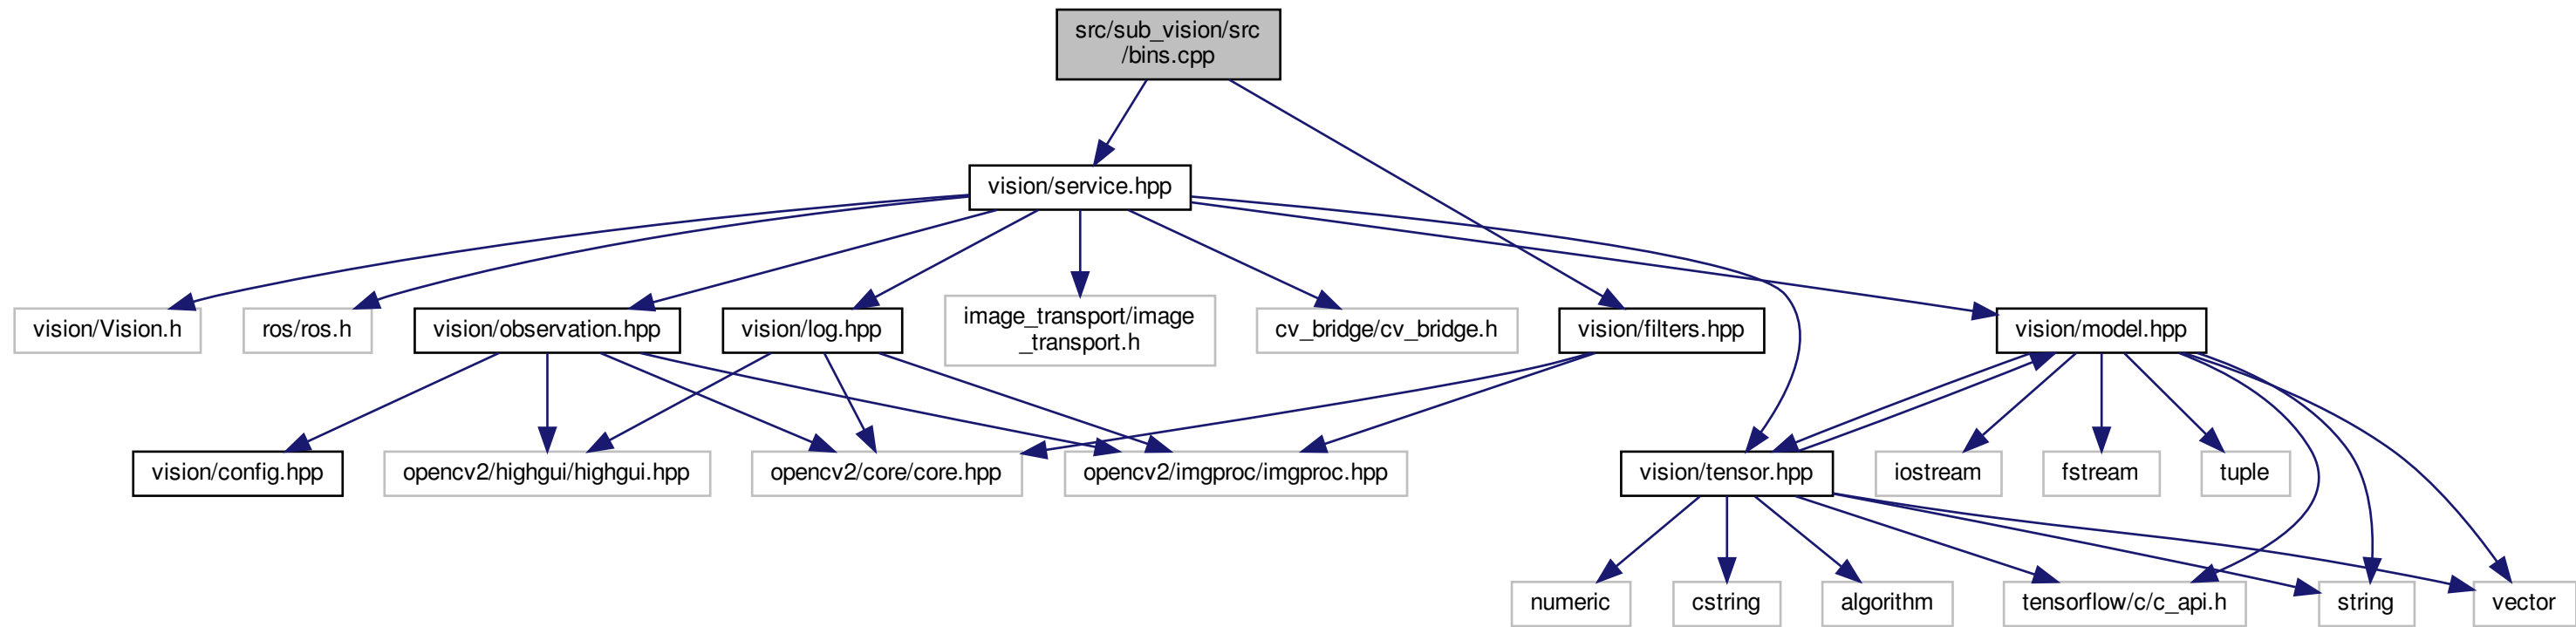 src/sub_vision/src
/bins.cpp
vision/service.hpp
vision/Vision.h
ros/ros.h
vision/observation.hpp
vision/log.hpp
image_transport/image
_transport.h
cv_bridge/cv_bridge.h
vision/filters.hpp
vision/model.hpp
vision/config.hpp
opencv2/highgui/highgui.hpp
opencv2/core/core.hpp
opencv2/imgproc/imgproc.hpp
vision/tensor.hpp
iostream
fstream
tuple
numeric
cstring
algorithm
tensorflow/c/c_api.h
string
vector